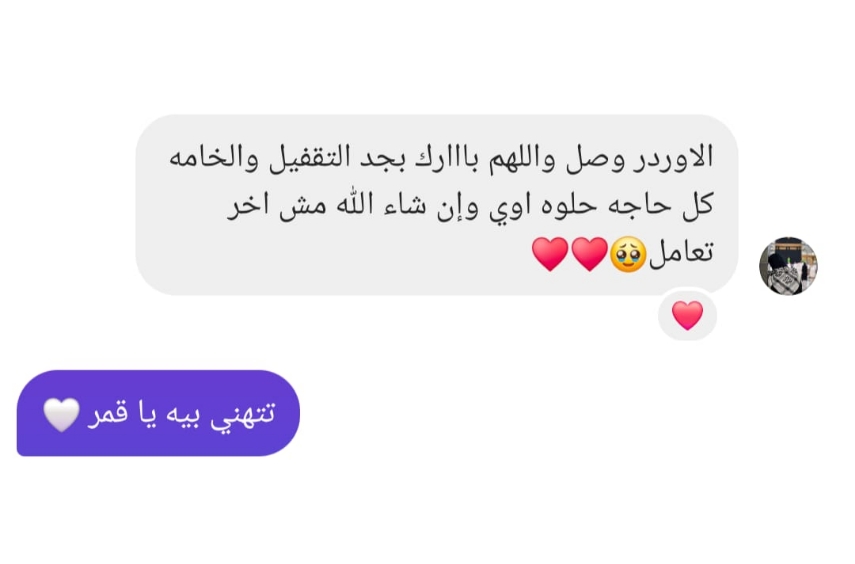 الاوردر وصل واللهم بااارك بجد التقفيل والخامه
كل حاجه حلوه اوي وإن شاء الله مش اخر
تعامل🥹♥️♥️
♥️
تتهني بيه يا قمر 🤍